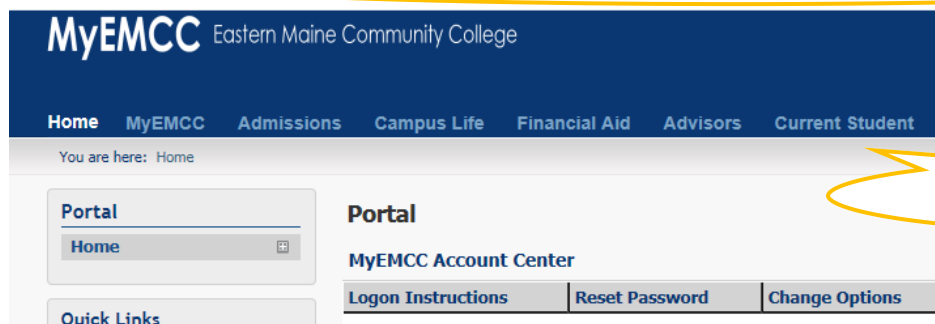 MyEMCC Eastern Maine Community College
Home MyEMCC Admissions Campus Life Financial Aid Advisors Current Student
You are here: Home
Portal
Home
Quick Links
Portal
MyEMCC Account Center
Logon Instructions Reset Password Change Options